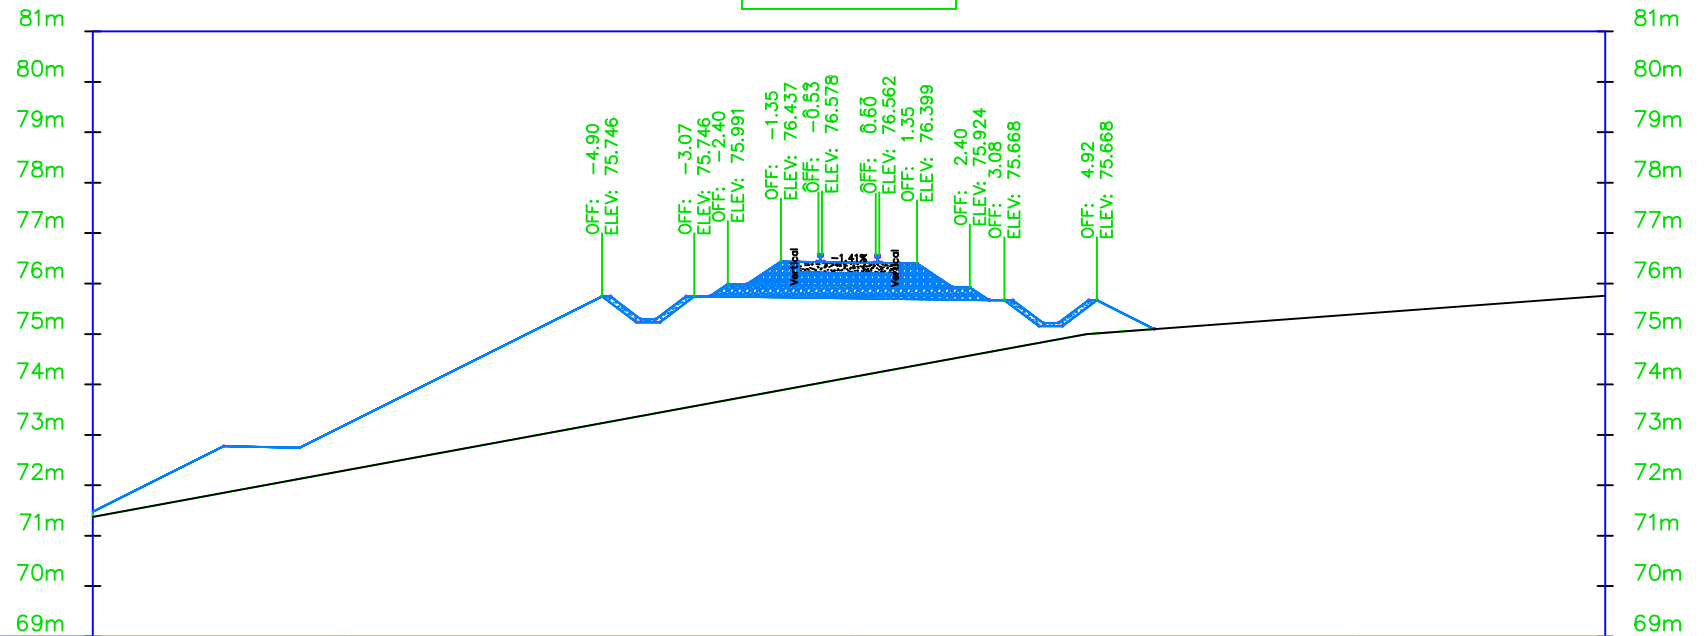 81m
80m
79m
78m
77m
76m
75m
74m
73m
72m
71m
70m
69m
OFF: -4.90
ELEV: 75.746
OFF: -3.07
ELEV: 75.746
OFF: -2.40
ELEV: 75.991
OFF: -1.35
ELEV: 76.437
OFF: -0.53
ELEV: 76.578
OFF: 0.60
ELEV: 76.562
OFF: 1.35
ELEV: 76.399
OFF: 2.40
ELEV: 75.924
OFF: 3.08
ELEV: 75.668
OFF: 4.92
ELEV: 75.668
Vertical
-1.41%
Vertical
81m
80m
79m
78m
77m
76m
75m
74m
73m
72m
71m
70m
69m